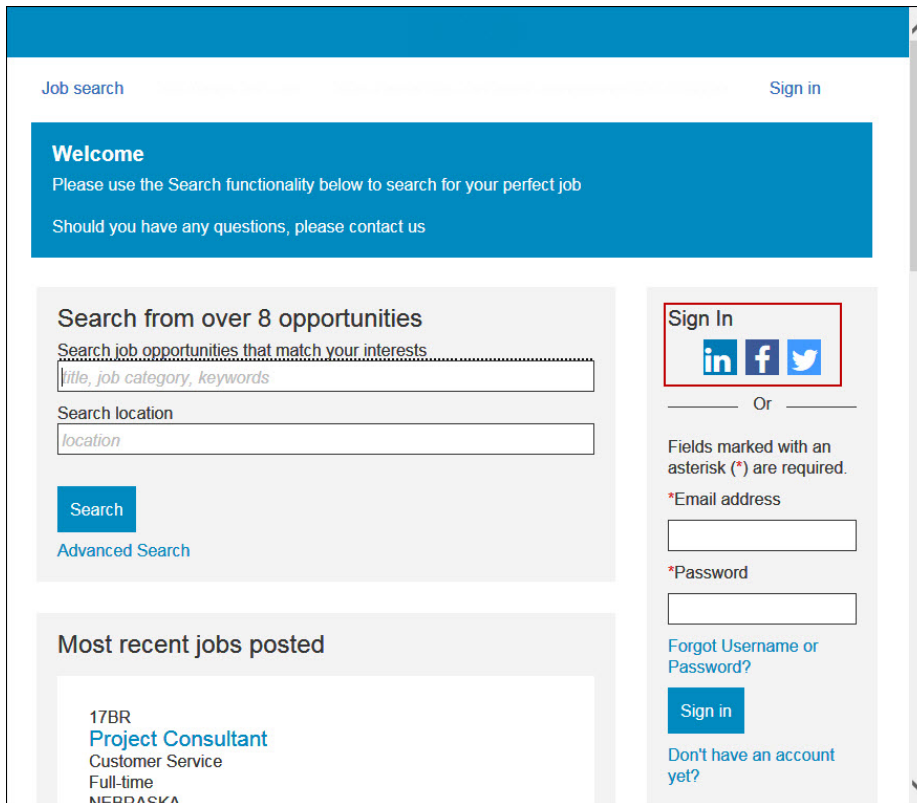 Job search
Sign in
Welcome
Please use the Search functionality below to search for your perfect job
Should you have any questions, please contact us
Search from over 8 opportunities
Search job opportunities that match your interests
title, job category, keywords
Search location
location
Search
Advanced Search
Most recent jobs posted
17BR
Project Consultant
Customer Service
Full-time
NEBRASKA
Sign In
in f
Or
Fields marked with an
asterisk (*) are required.
*Email address
*Password
Forgot Username or
Password?
Sign in
Don't have an account
yet?